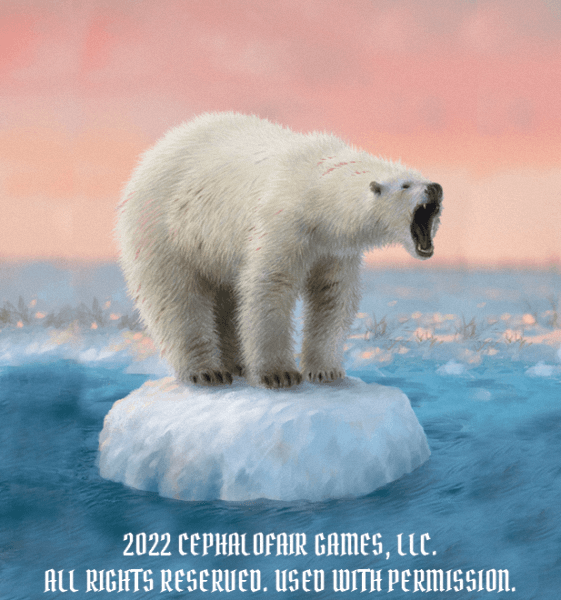 2022 CEPHALOFAIR GAMES, LLC.
ALL RIGHTS RESERVED. USED WITH PERMISSION.